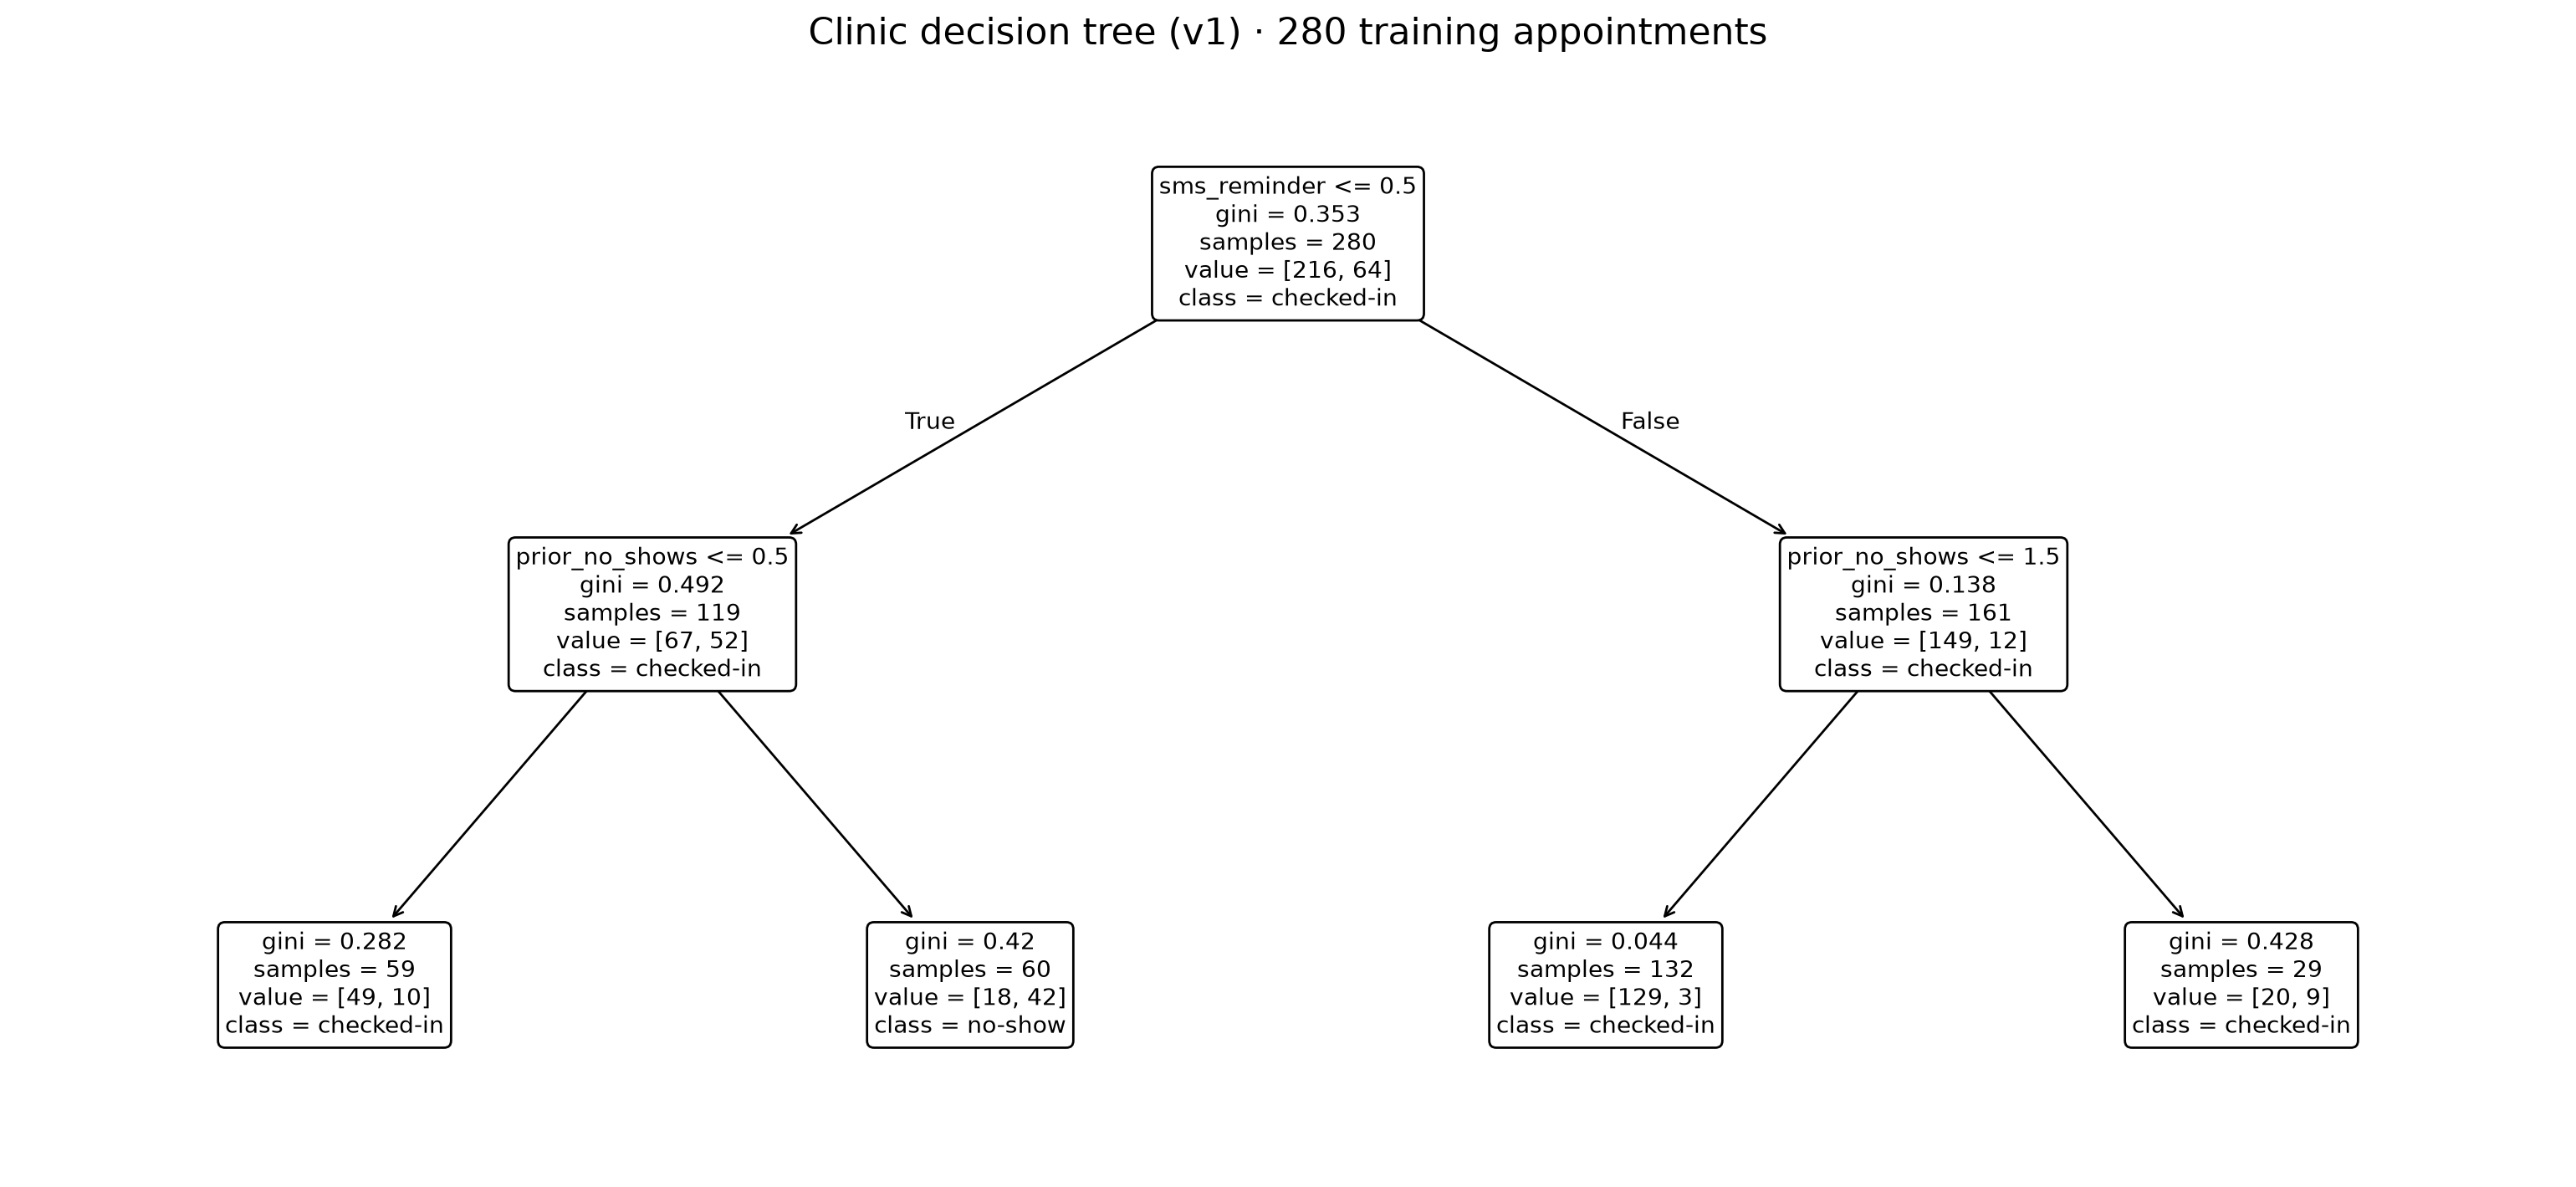 Clinic decision tree (v1) · 280 training appointments
sms_reminder <= 0.5
gini = 0.353
samples = 280
value = [216, 64]
class = checked-in
True
False
prior_no_shows <= 0.5
gini = 0.492
samples = 119
value = [67, 52]
class = checked-in
prior_no_shows <= 1.5
gini = 0.138
samples = 161
value = [149, 12]
class = checked-in
gini = 0.282
samples = 59
value = [49, 10]
class = checked-in
gini = 0.42
samples = 60
value = [18, 42]
class = no-show
gini = 0.044
samples = 132
value = [129, 3]
class = checked-in
gini = 0.428
samples = 29
value = [20, 9]
class = checked-in